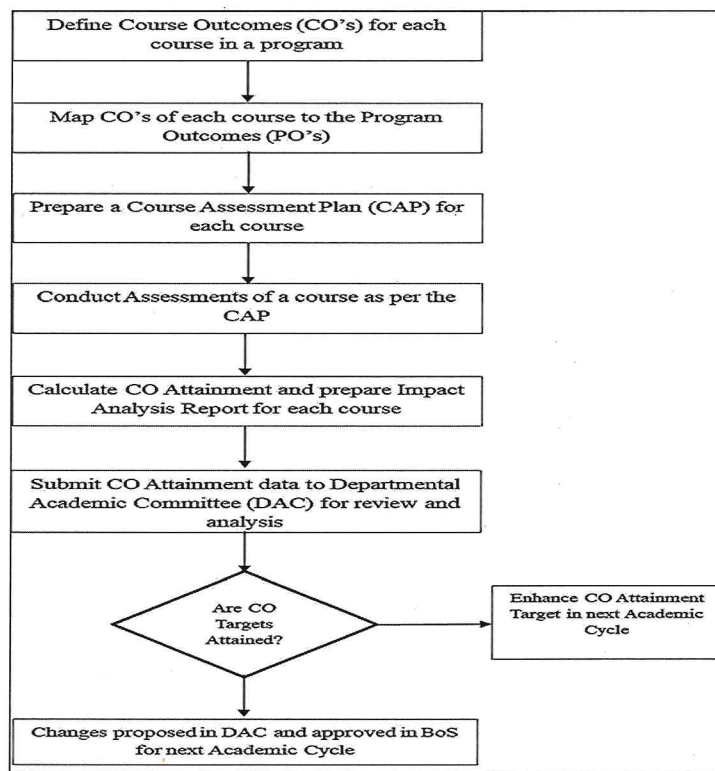 Define Course Outcomes (CO's) for each
course in a program
Map CO's of each course to the Program
Outcomes (PO's)
Prepare a Course Assessment Plan (CAP) for
each course
Conduct Assessments of a course as per the
CAP
Calculate CO Attainment and prepare Impact
Analysis Report for each course
Submit CO Attainment data to Departmental
Academic Committee (DAC) for review and
analysis
Are CO
Targets
Attained?
Enhance CO Attainment
Target in next Academic
Cycle
Changes proposed in DAC and approved in BoS
for next Academic Cycle